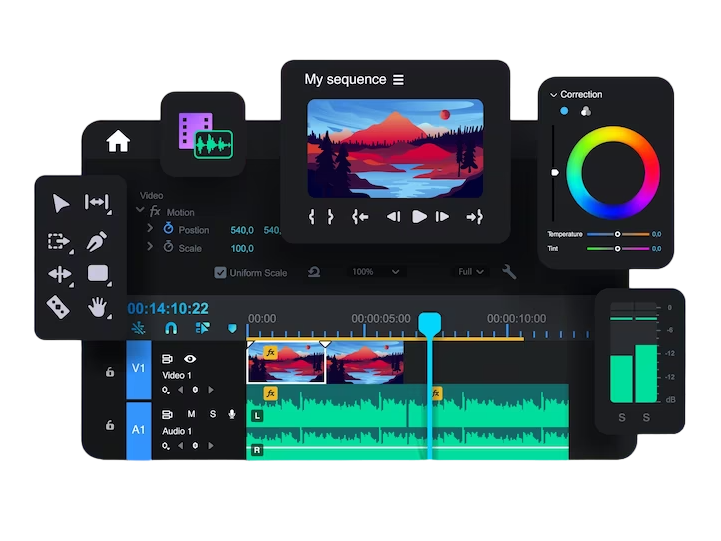 My sequence
Correction
Temperature 0,0
Tint 0,0
Video
fx Motion
Postion 540,0 540,
Scale 100,0
Uniform Scale 100% Full
00:14:10:22
00:00 00:00:05:00 00:00:10:00
V1
Video 1
0
fx
A1
M S
Audio 1
0
fx fx
L
R
0
-6
-12
-12
dB
S S